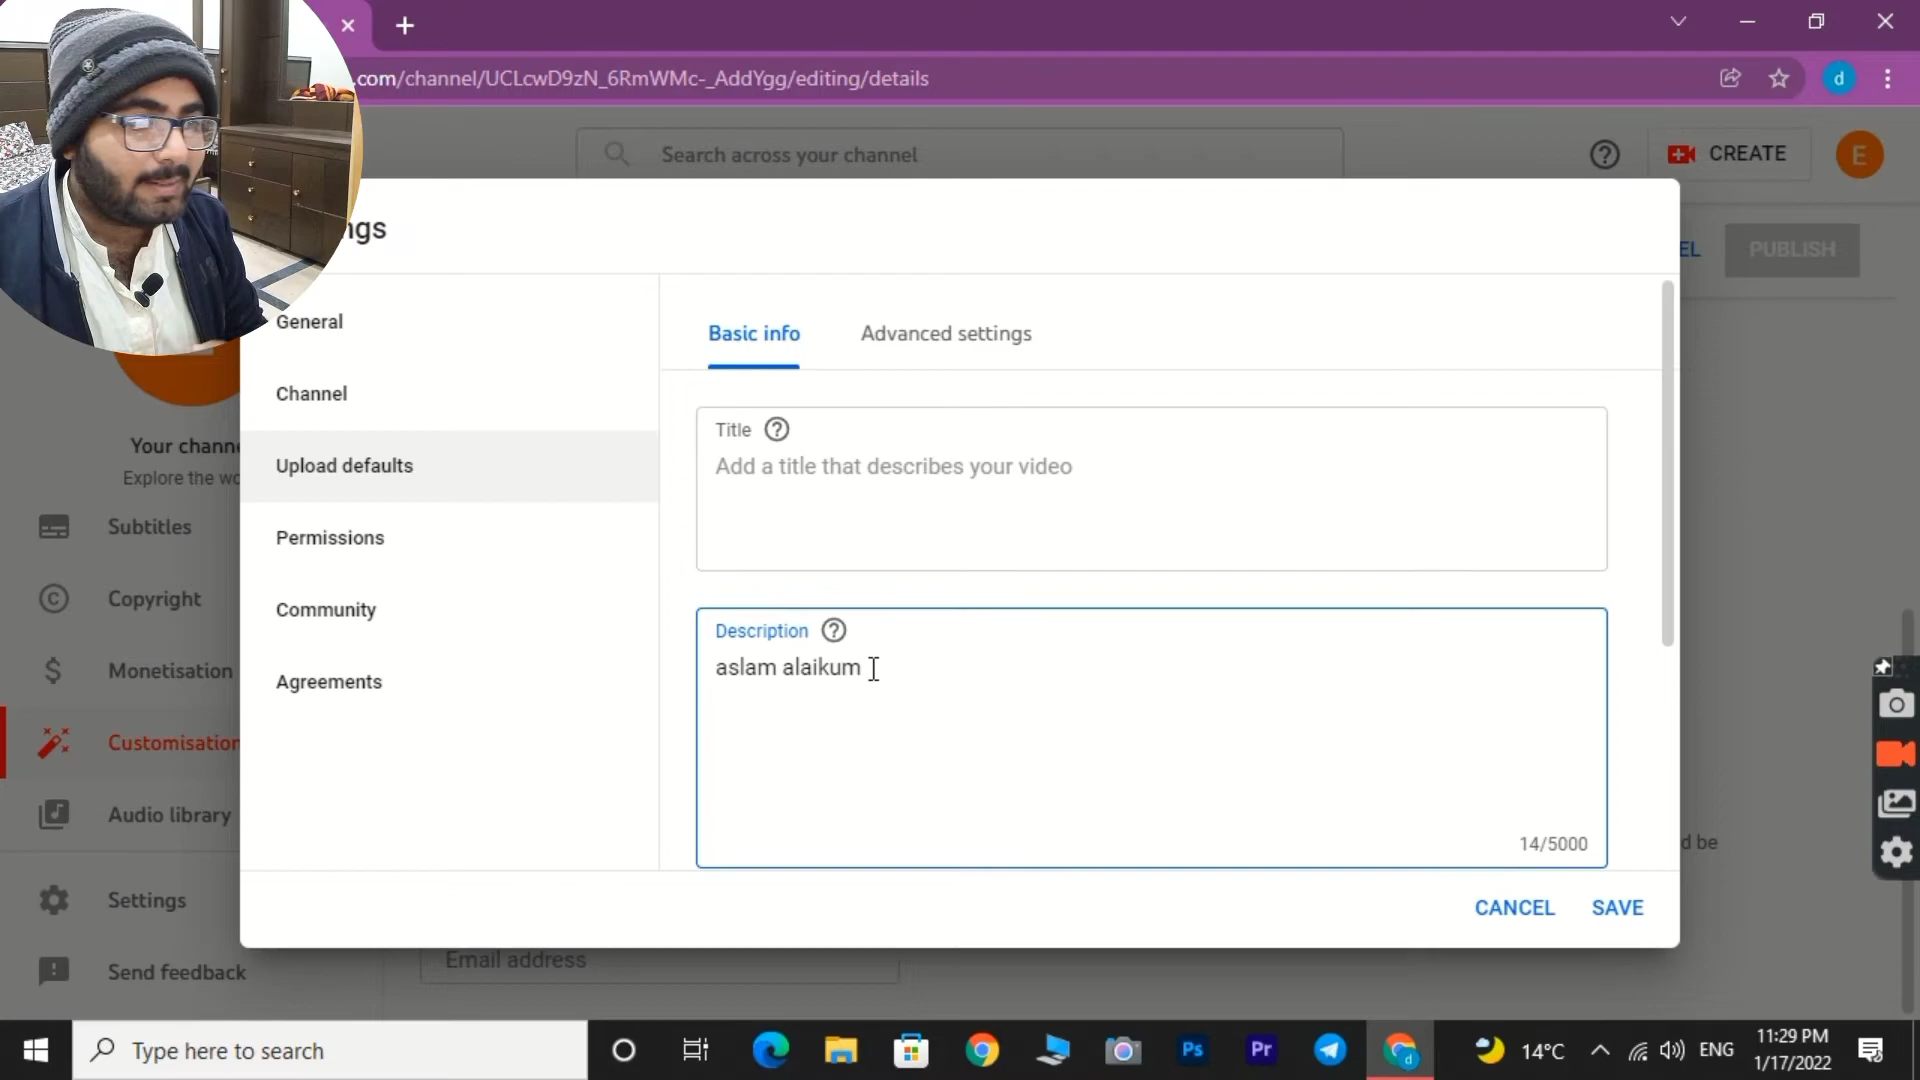 .com/channel/UCLcwD9zN_6RmWMc-_AddYgg/editing/details
d
Search across your channel
CREATE
E
ngs
EL
PUBLISH
General
Basic info
Advanced settings
Channel
Title
Add a title that describes your video
Your channe
Explore the wo
Upload defaults
Subtitles
Permissions
Copyright
Community
Description
aslam alaikum
Monetisation
Agreements
Customisation
Audio library
14/5000
d be
Settings
CANCEL
SAVE
Send feedback
Email address
Type here to search
Ps
Pr
d
14°C
ENG
11:29 PM
1/17/2022